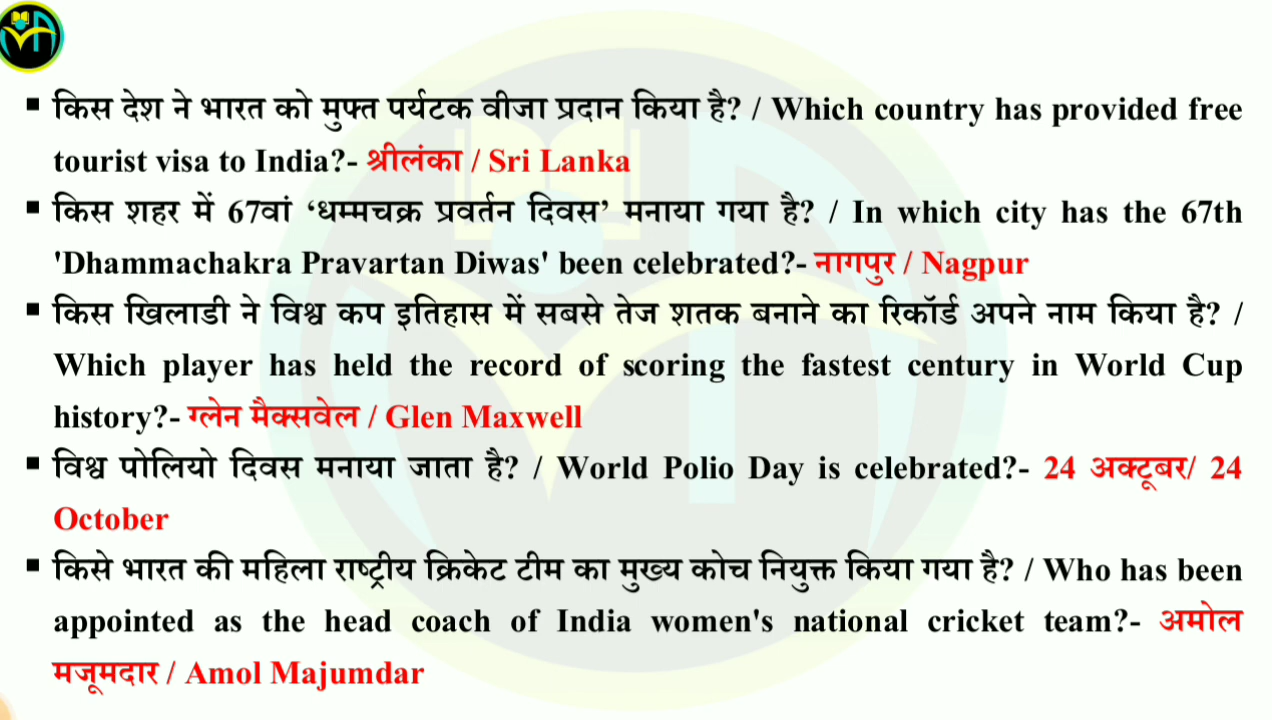 ▪ किस देश ने भारत को मुफ्त पर्यटक वीजा प्रदान किया है? / Which country has provided free
tourist visa to India?- श्रीलंका / Sri Lanka
▪ किस शहर में 67वां ‘धम्मचक्र प्रवर्तन दिवस’ मनाया गया है? / In which city has the 67th
'Dhammachakra Pravartan Diwas' been celebrated?- नागपुर / Nagpur
▪ किस खिलाडी ने विश्व कप इतिहास में सबसे तेज शतक बनाने का रिकॉर्ड अपने नाम किया है? /
Which player has held the record of scoring the fastest century in World Cup
history?- ग्लेन मैक्सवेल / Glen Maxwell
▪ विश्व पोलियो दिवस मनाया जाता है? / World Polio Day is celebrated?- 24 अक्टूबर/ 24
October
▪ किसे भारत की महिला राष्ट्रीय क्रिकेट टीम का मुख्य कोच नियुक्त किया गया है? / Who has been
appointed as the head coach of India women's national cricket team?- अमोल
मजूमदार / Amol Majumdar